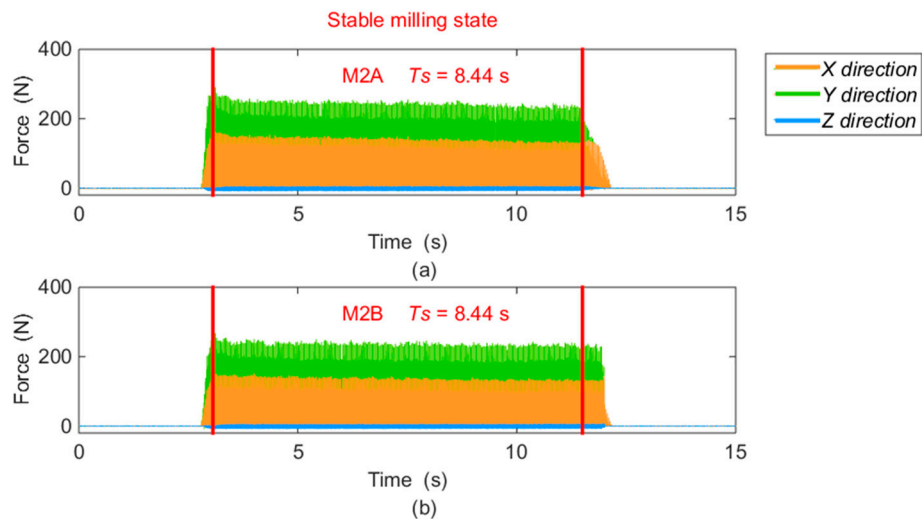 Stable milling state
400
M2A Ts = 8.44 s
X direction
Y direction
Z direction
Force (N)
200
0
0 5 10 15
Time (s)
(a)
400
M2B Ts = 8.44 s
Force (N)
200
0
0 5 10 15
Time (s)
(b)